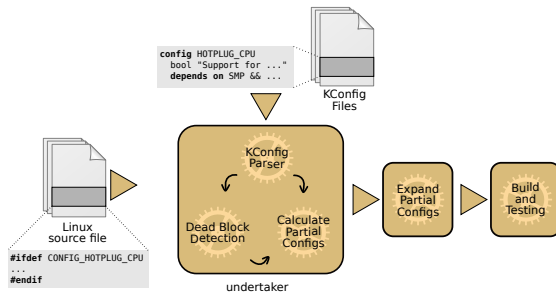 config HOTPLUG_CPU
bool "Support for ..."
depends on SMP && ...
KConfig
Files
KConfig
Parser
Linux
source file
Dead Block
Detection
Calculate
Partial
Configs
Expand
Partial
Configs
Build
and
Testing
#ifdef CONFIG_HOTPLUG_CPU
...
#endif
undertaker